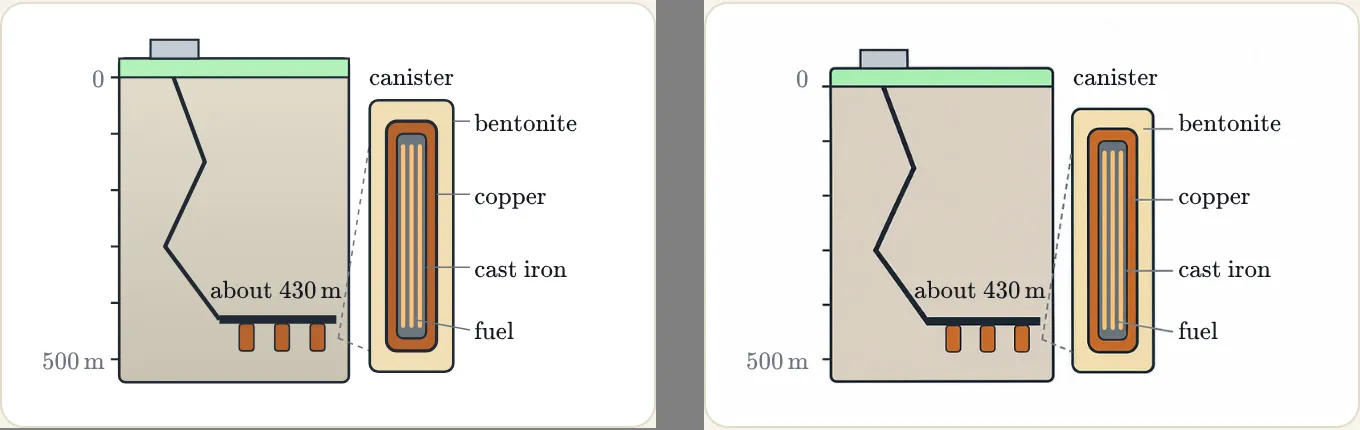 0
canister
bentonite
copper
cast iron
about 430 m
fuel
500 m
0
canister
bentonite
copper
cast iron
about 430 m
fuel
500 m